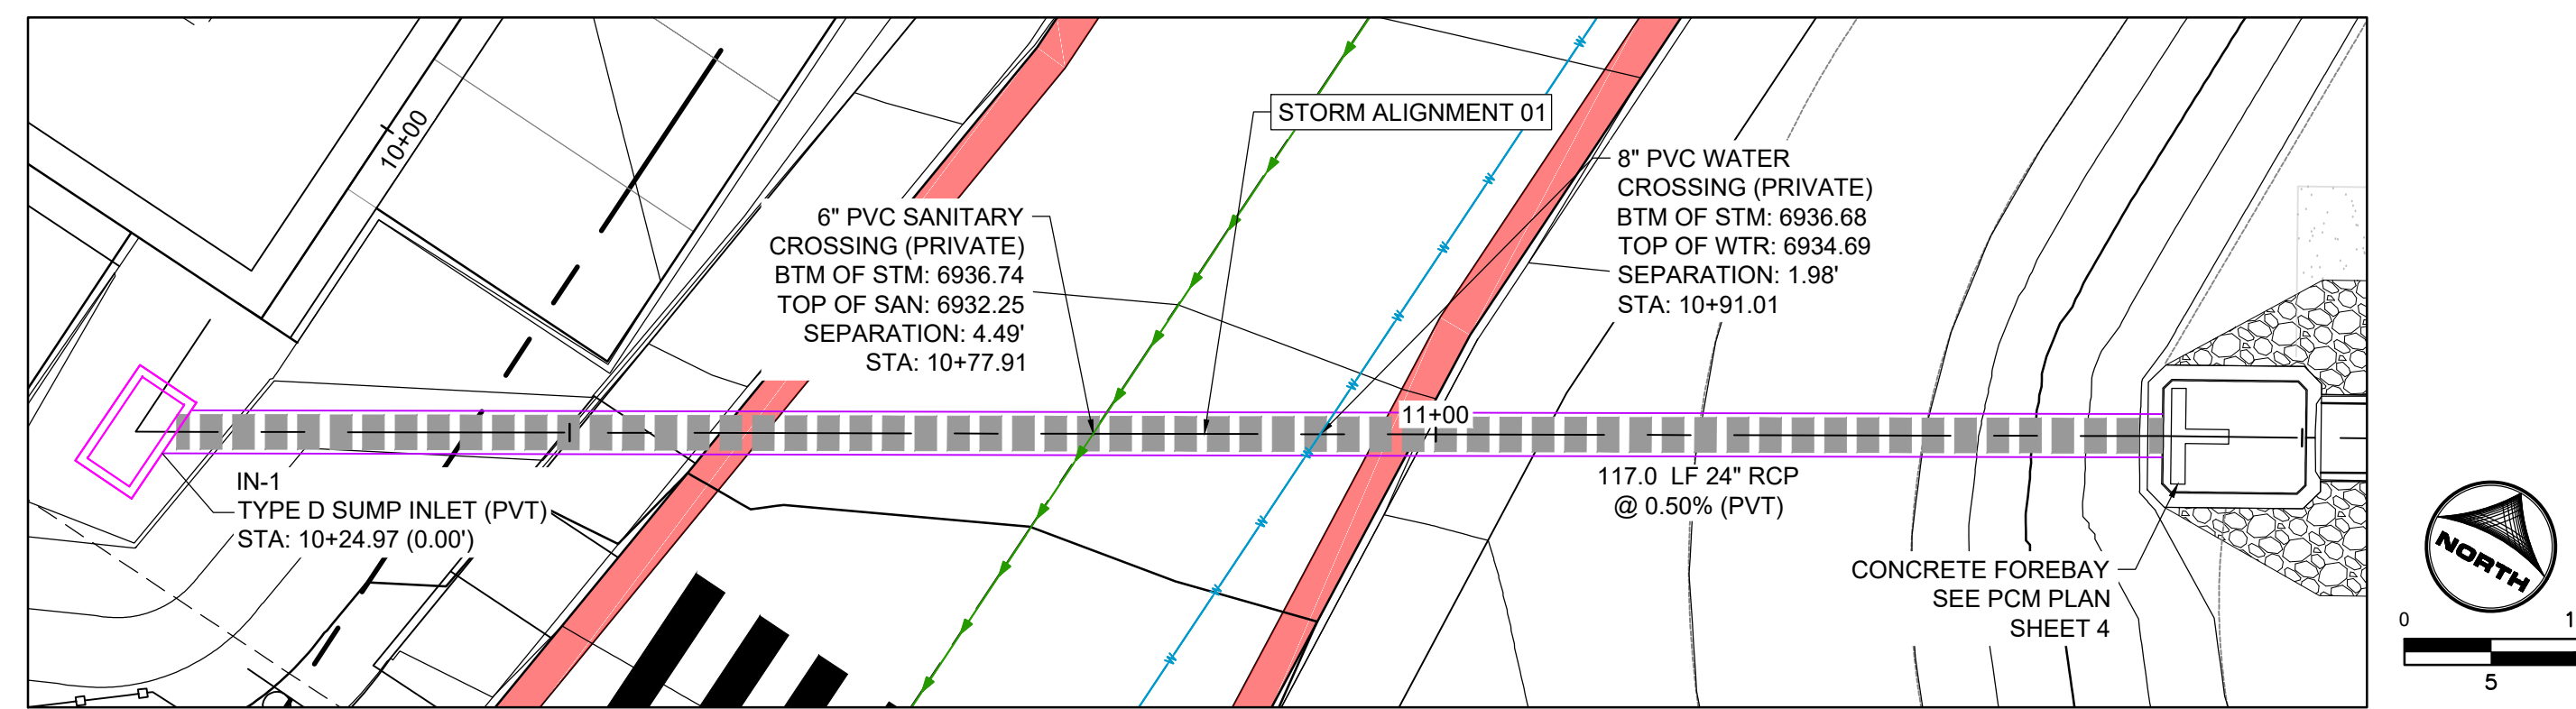 10+00
STORM ALIGNMENT 01
6" PVC SANITARY
CROSSING (PRIVATE)
BTM OF STM: 6936.74
TOP OF SAN: 6932.25
SEPARATION: 4.49'
STA: 10+77.91
8" PVC WATER
CROSSING (PRIVATE)
BTM OF STM: 6936.68
TOP OF WTR: 6934.69
SEPARATION: 1.98'
STA: 10+91.01
11+00
IN-1
TYPE D SUMP INLET (PVT)
STA: 10+24.97 (0.00')
117.0 LF 24" RCP
@ 0.50% (PVT)
CONCRETE FOREBAY
SEE PCM PLAN
SHEET 4
NORTH
0
5